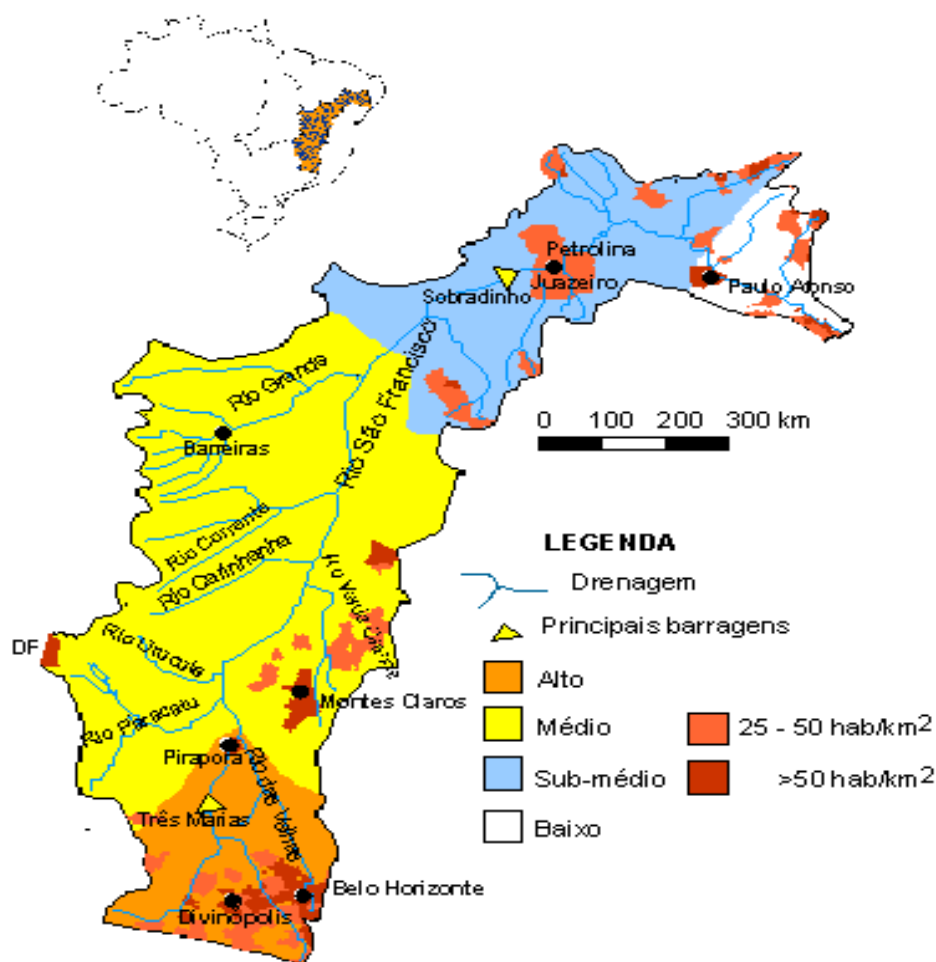 Petrolina
Juazeiro
Sobradinho
Paulo Afonso
Rio Grande
Rio São Francisco
0 100 200 300 km
Barreiras
Rio Corrente
Rio Carinhanha
LEGENDA
Drenagem
Principais barragens
Rio Verde
DF
Rio Urucuia
Alto
Montes Claros
Rio Paracatu
Médio
25 - 50 hab/km²
Pirapora
Rio das Velhas
Sub-médio
>50 hab/km²
Três Marias
Baixo
Belo Horizonte
Divinópolis